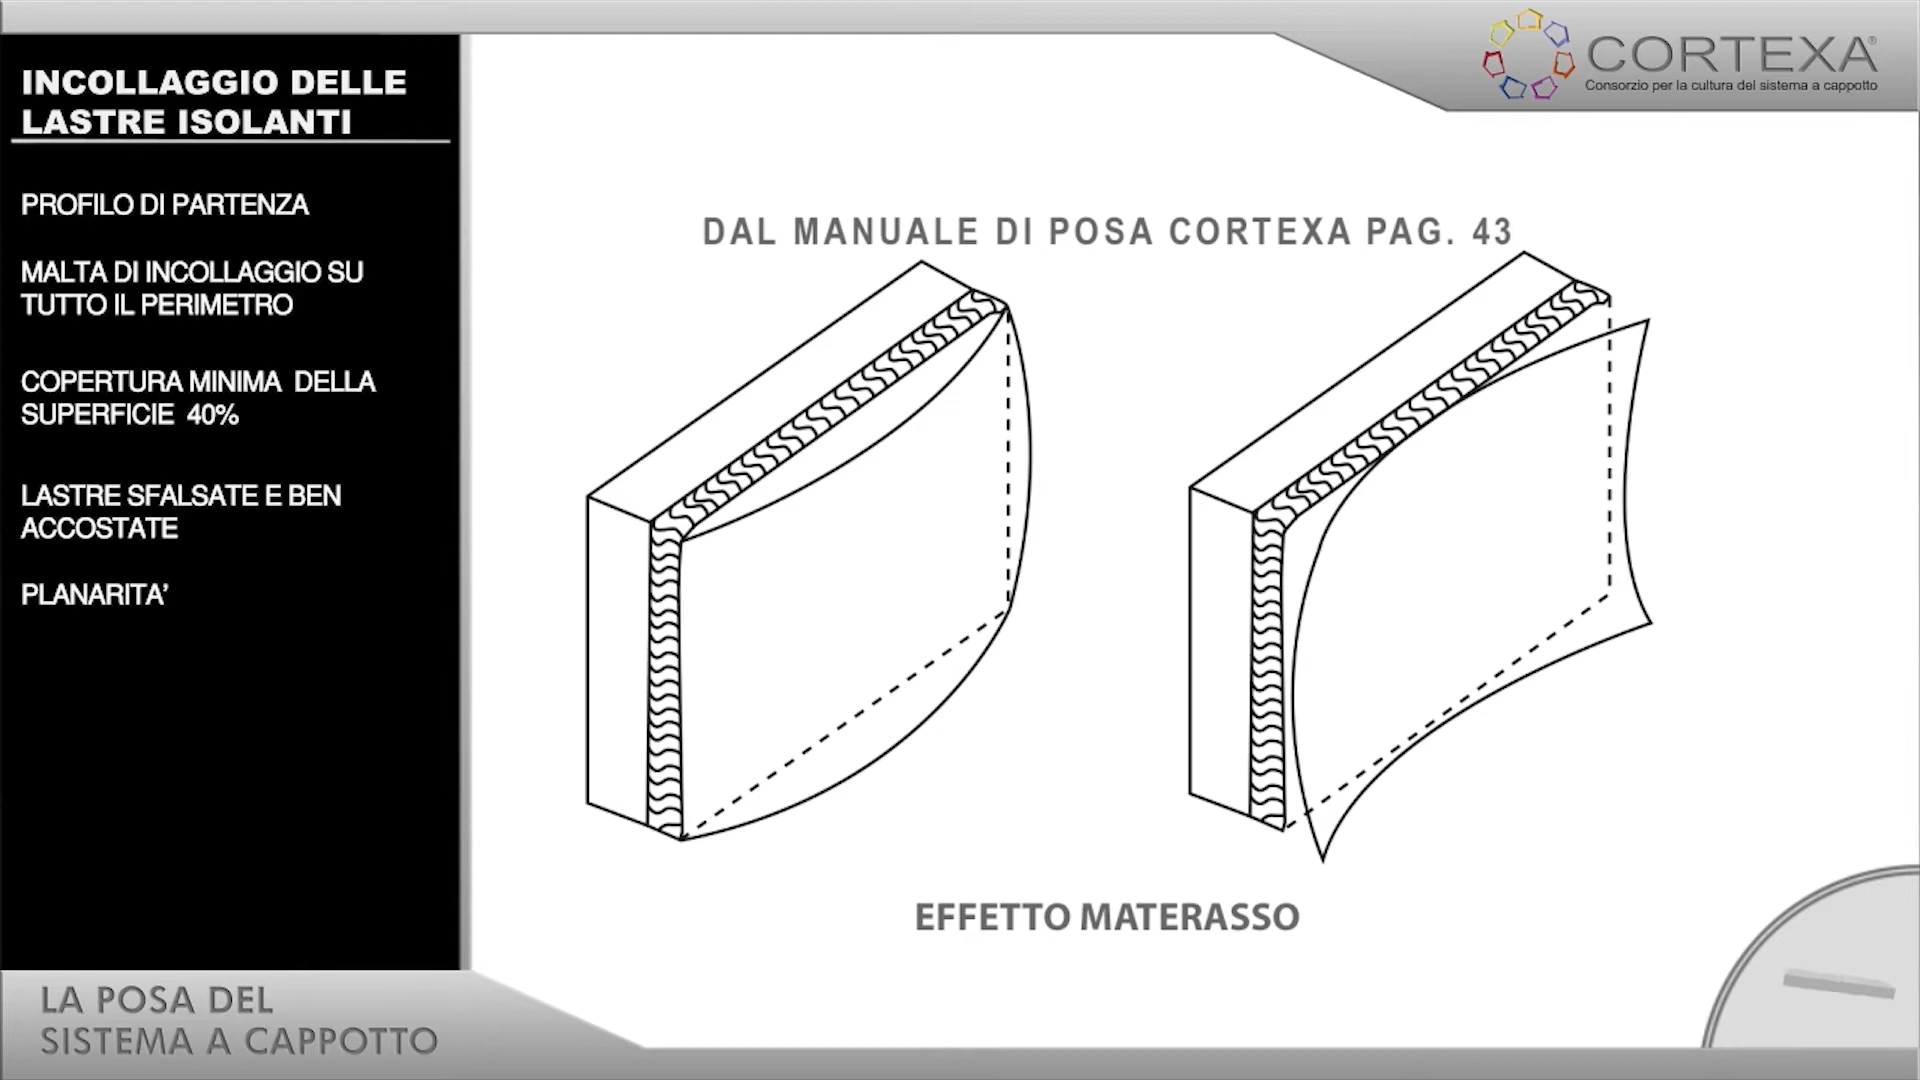 INCOLLAGGIO DELLE
LASTRE ISOLANTI
PROFILO DI PARTENZA
MALTA DI INCOLLAGGIO SU
TUTTO IL PERIMETRO
COPERTURA MINIMA DELLA
SUPERFICIE 40%
LASTRE SFALSATE E BEN
ACCOSTATE
PLANARITA'
LA POSA DEL
SISTEMA A CAPPOTTO
CORTEXA®
Consorzio per la cultura del sistema a cappotto
DAL MANUALE DI POSA CORTEXA PAG. 43
EFFETTO MATERASSO